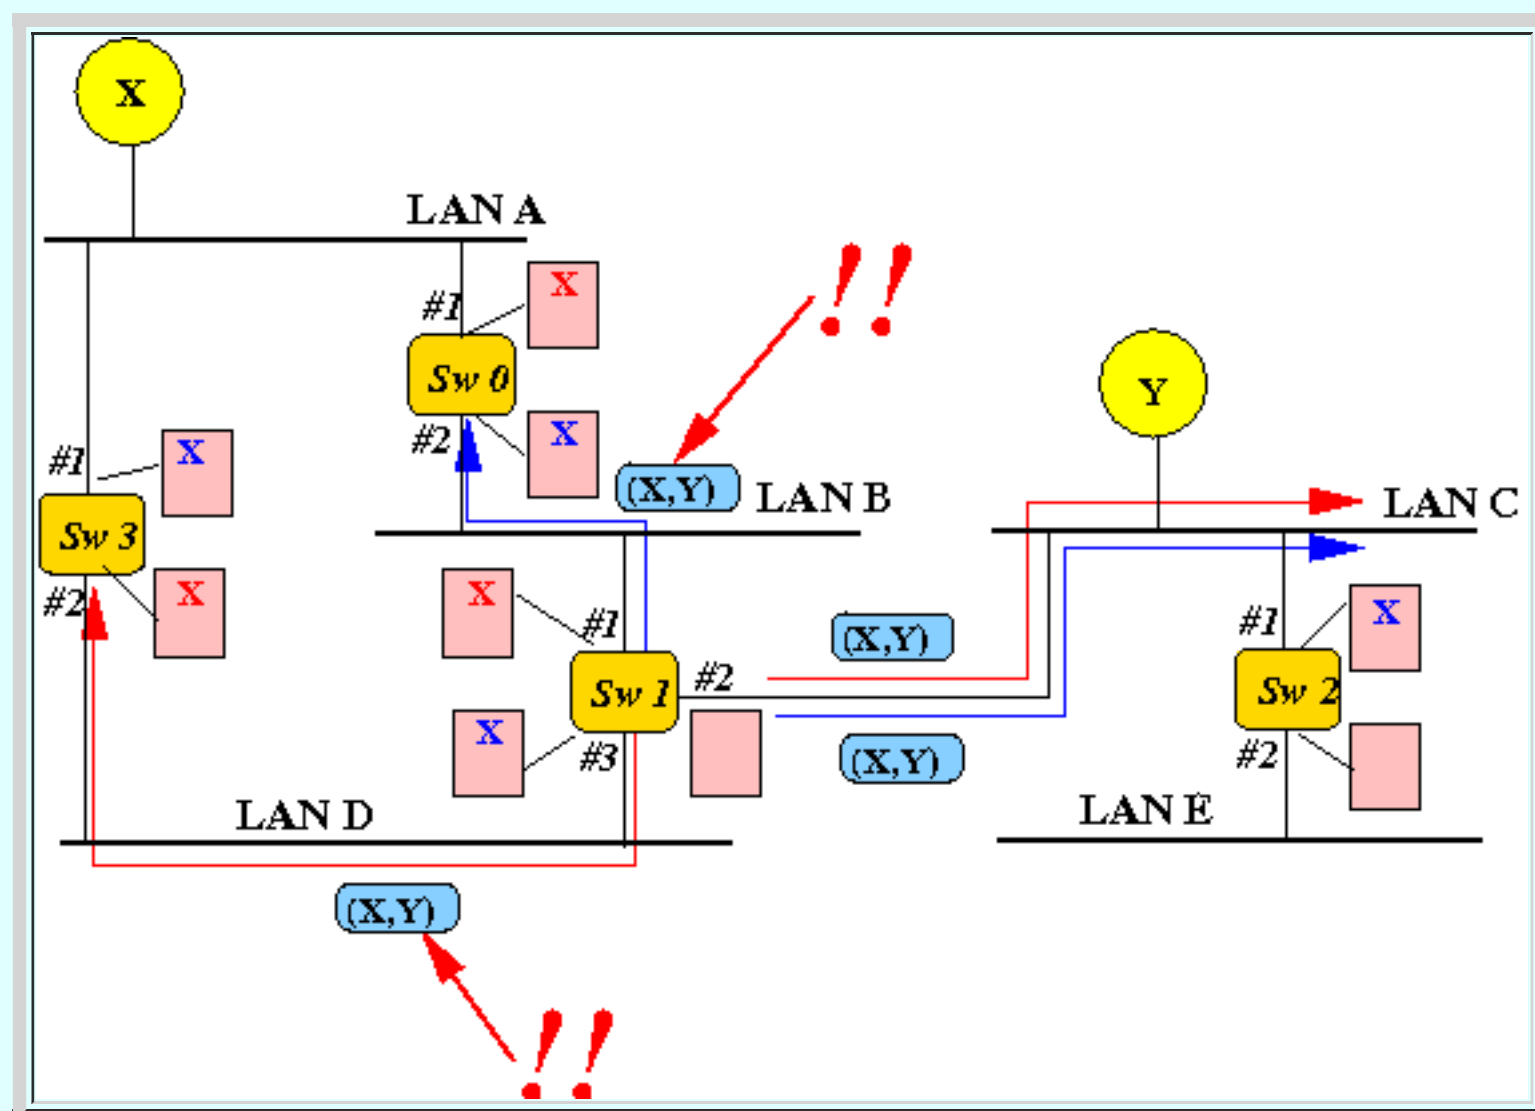 X
LAN A
#1
X
Sw 0
#2
X
!!
Y
(X,Y)
LAN B
LAN C
#1
X
Sw 3
#2
X
X
#1
(X,Y)
#2
Sw 1
X
#3
(X,Y)
#1
X
Sw 2
#2
LAN D
LAN E
(X,Y)
!!